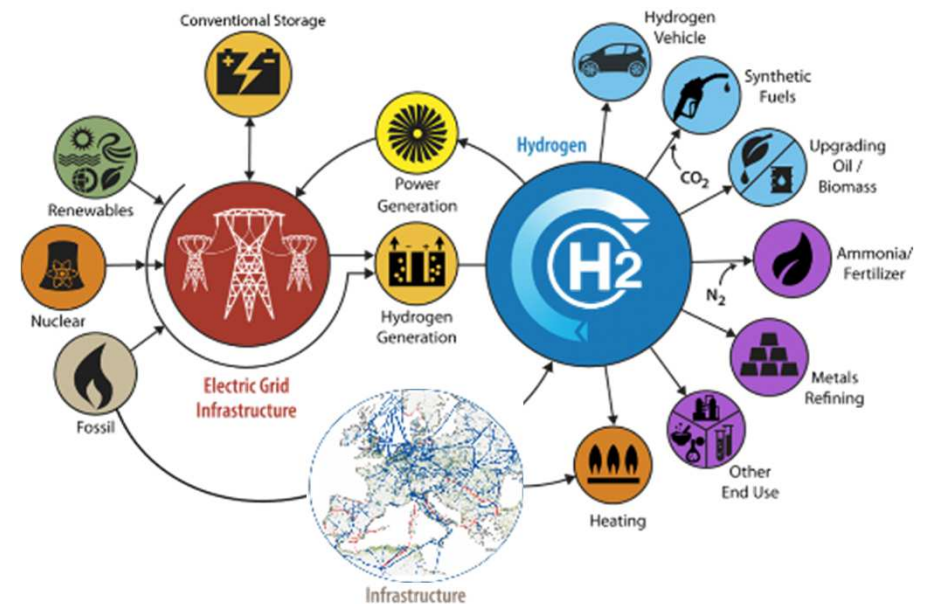 Conventional Storage
Hydrogen
Vehicle
Synthetic
Fuels
Hydrogen
Upgrading
Oil /
Biomass
CO2
Renewables
Power
Generation
H2
Ammonia/
Fertilizer
N2
Nuclear
Hydrogen
Generation
Metals
Refining
Electric Grid
Infrastructure
Fossil
Other
End Use
Heating
Infrastructure